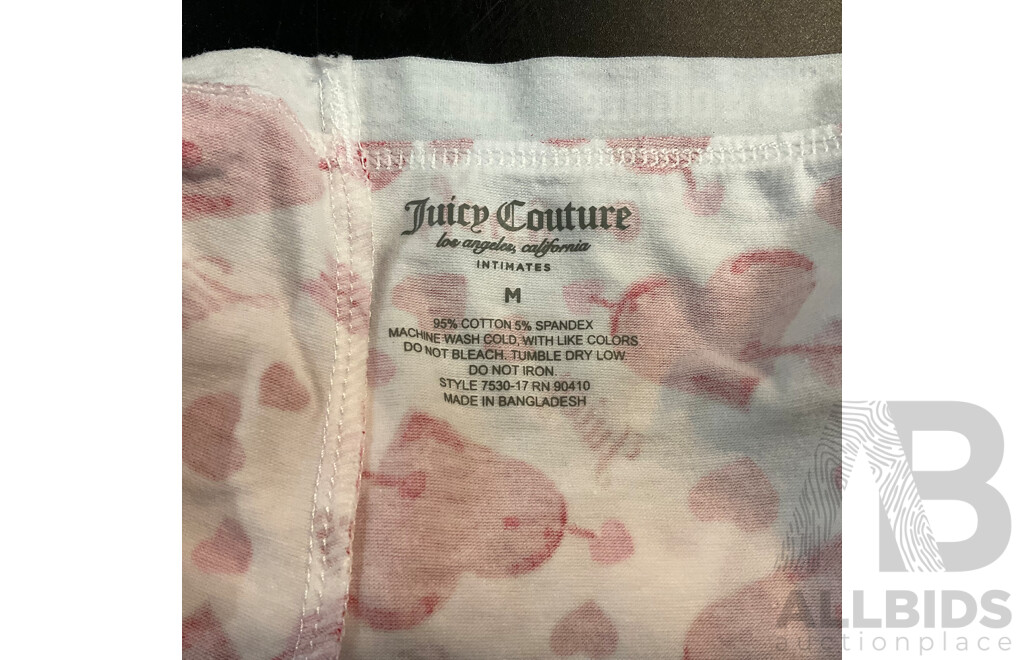 Juicy Couture
los angeles, california
INTIMATES
M
95% COTTON 5% SPANDEX
MACHINE WASH COLD, WITH LIKE COLORS
DO NOT BLEACH. TUMBLE DRY LOW.
DO NOT IRON.
STYLE 7530-17 RN 90410
MADE IN BANGLADESH
AB
ALLBIDS
auctionplace